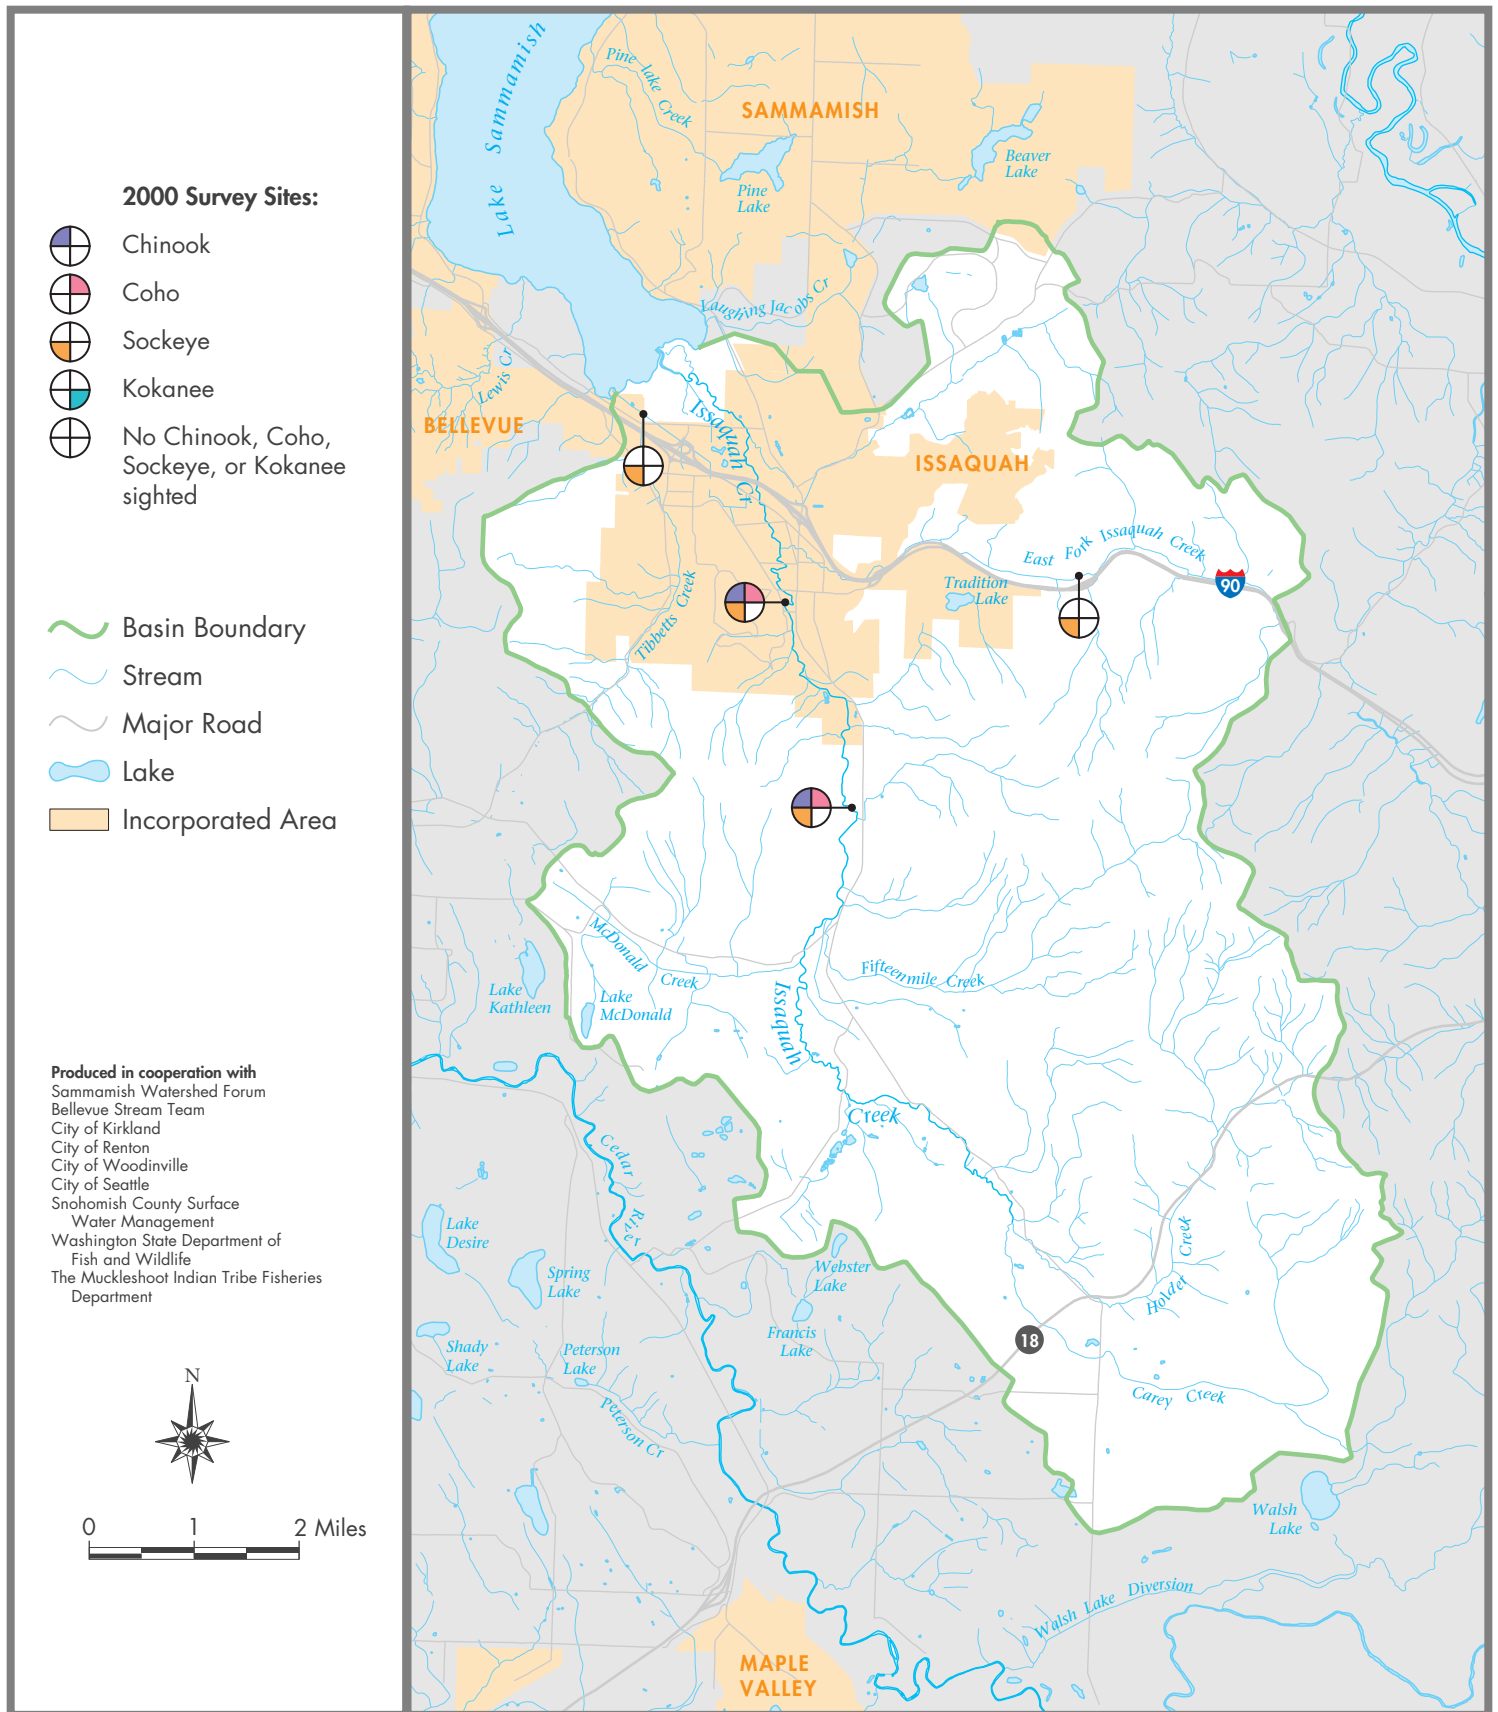 2000 Survey Sites:
Chinook
Coho
Sockeye
Kokanee
No Chinook, Coho,
Sockeye, or Kokanee
sighted
Basin Boundary
Stream
Major Road
Lake
Incorporated Area
Produced in cooperation with
Sammamish Watershed Forum
Bellevue Stream Team
City of Kirkland
City of Renton
City of Woodinville
City of Seattle
Snohomish County Surface
Water Management
Washington State Department of
Fish and Wildlife
The Muckleshoot Indian Tribe Fisheries
Department
N
0 1 2 Miles
Lake Sammamish
Pine lake Creek
SAMMAMISH
Pine
Lake
Beaver
Lake
Laughing Jacobs Cr
Lewis Cr
BELLEVUE
Issaquah Cr
ISSAQUAH
East Fork Issaquah Creek
90
Tradition
Lake
Tibbetts Creek
McDonald
Creek
Fifteenmile Creek
Lake
Kathleen
Lake
McDonald
Issaquah
Creek
Cedar
River
Lake
Desire
Spring
Lake
Webster
Lake
Francis
Lake
Shady
Lake
Peterson
Lake
Peterson Cr
Holder Creek
18
Carey Creek
Walsh
Lake
Walsh Lake Diversion
MAPLE
VALLEY